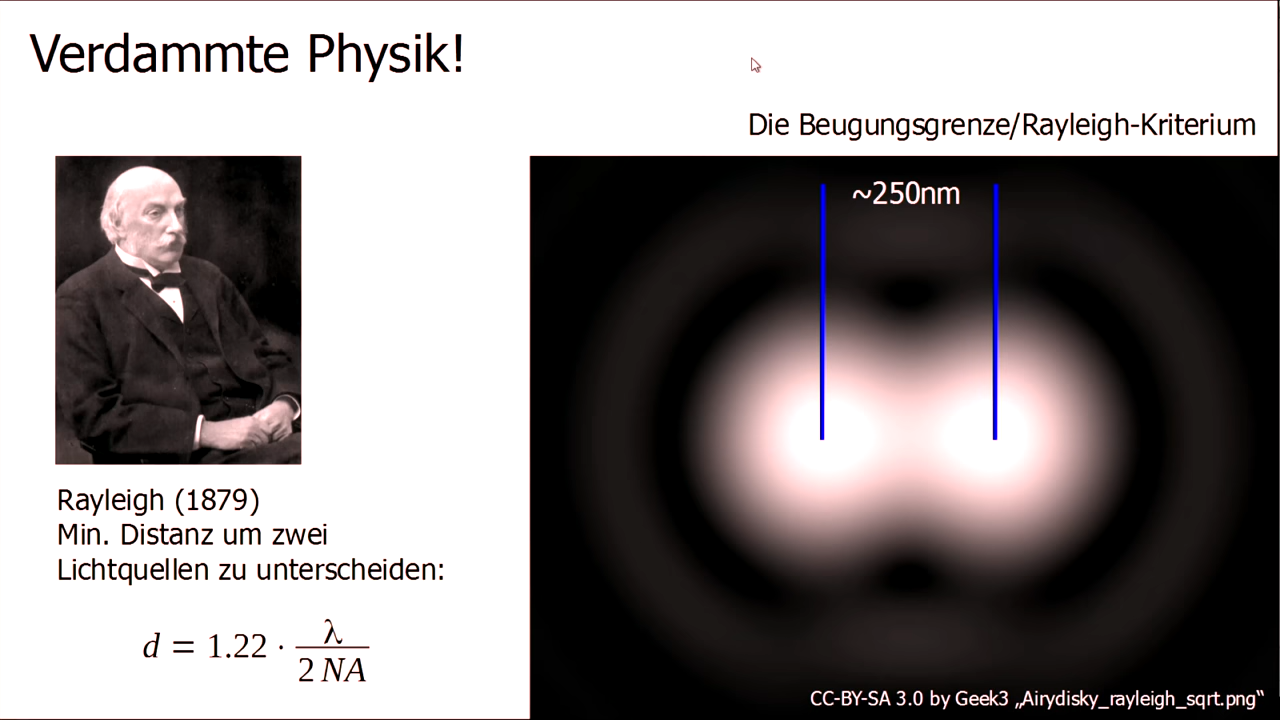 Verdammte Physik!
Die Beugungsgrenze/Rayleigh-Kriterium
~250nm
Rayleigh (1879)
Min. Distanz um zwei
Lichtquellen zu unterscheiden:
d = 1.22 · λ / 2 NA
CC-BY-SA 3.0 by Geek3 „Airydisky_rayleigh_sqrt.png“